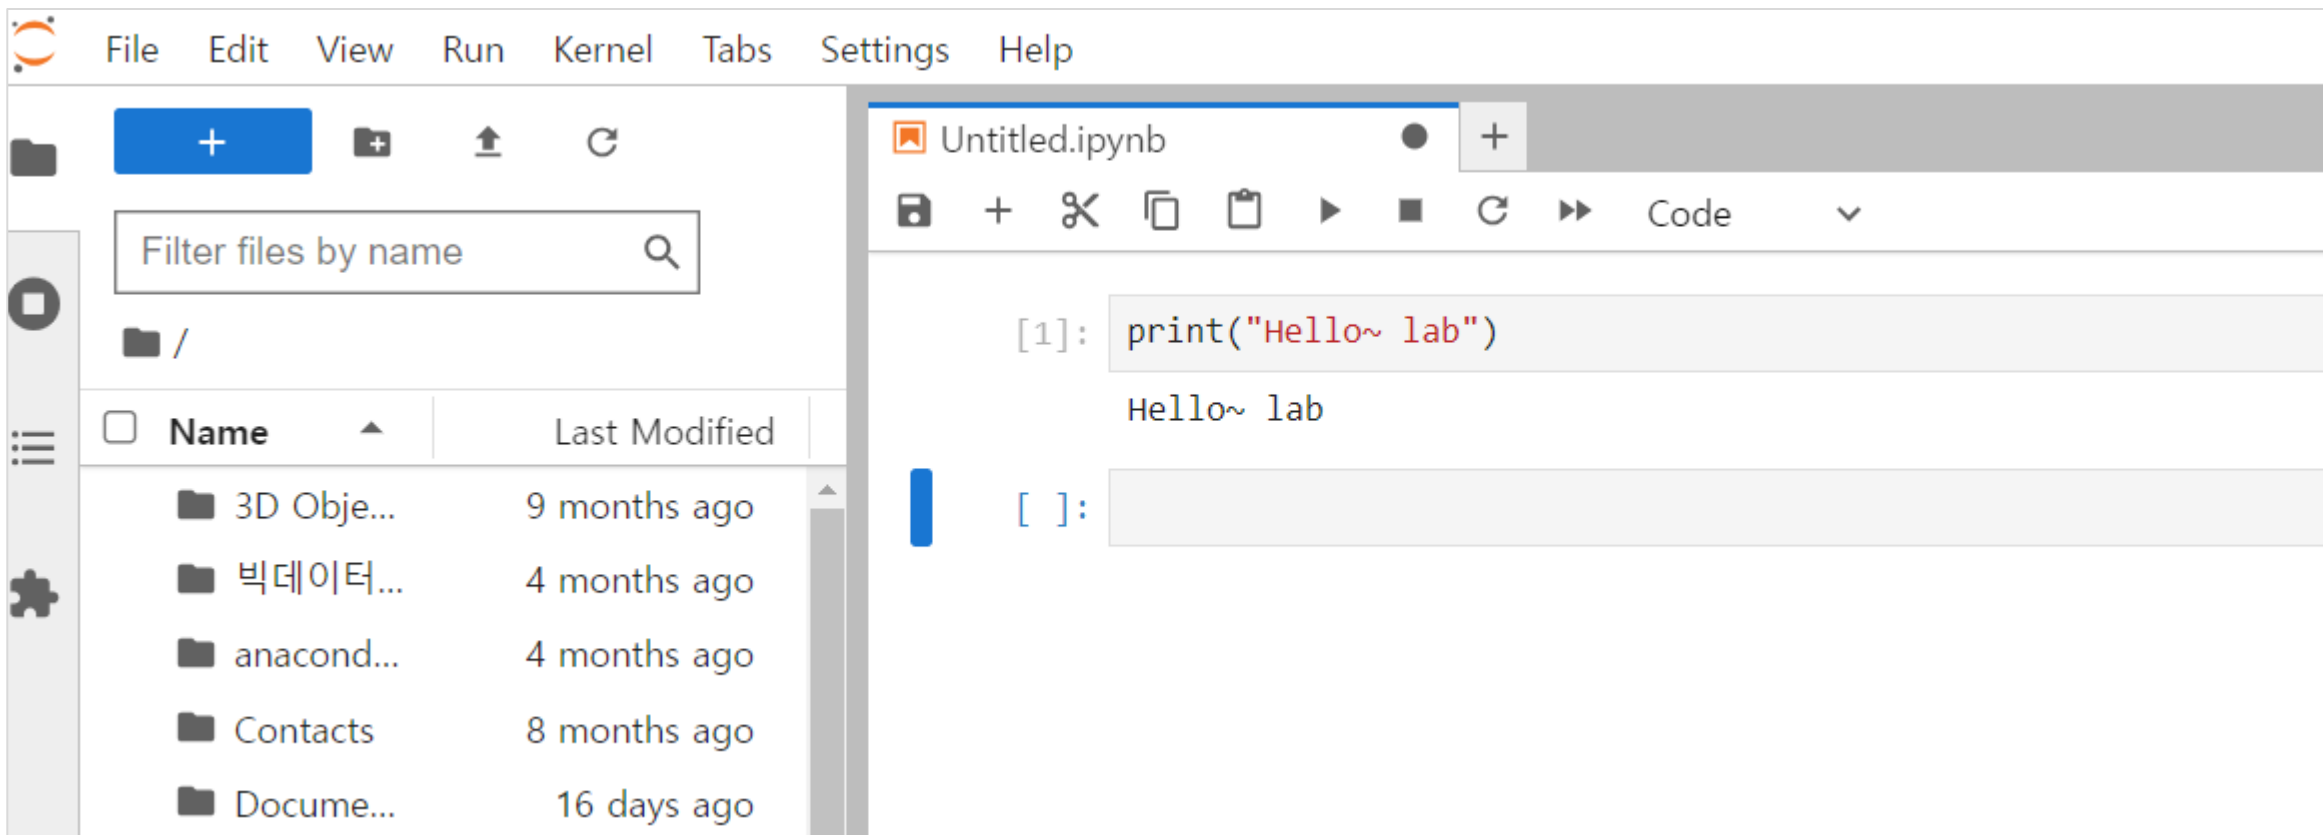 File Edit View Run Kernel Tabs Settings Help
+
Filter files by name
/
Name Last Modified
3D Obje... 9 months ago
빅데이터... 4 months ago
anacond... 4 months ago
Contacts 8 months ago
Docume... 16 days ago
Untitled.ipynb +
+ Code
[1]: print("Hello~ lab")
Hello~ lab
[ ]: